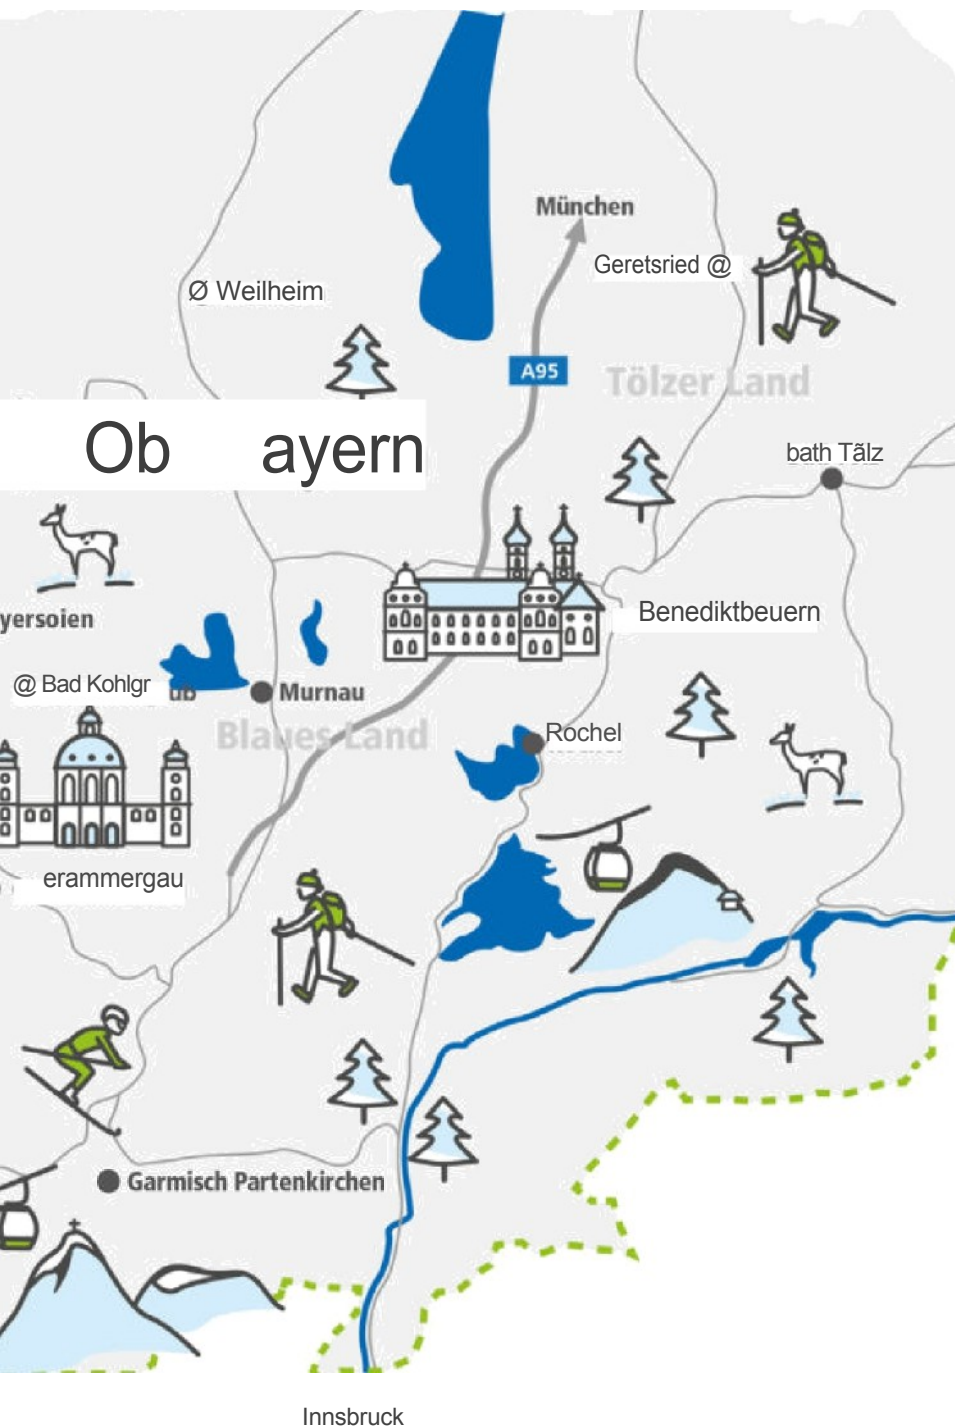 München
Geretsried @
Ø Weilheim
A95
Tölzer Land
Ob ayern
bath Tãlz
yersoien
Benediktbeuern
@ Bad Kohlgr
ub
Murnau
Blaues Land
Rochel
erammergau
Garmisch Partenkirchen
Innsbruck